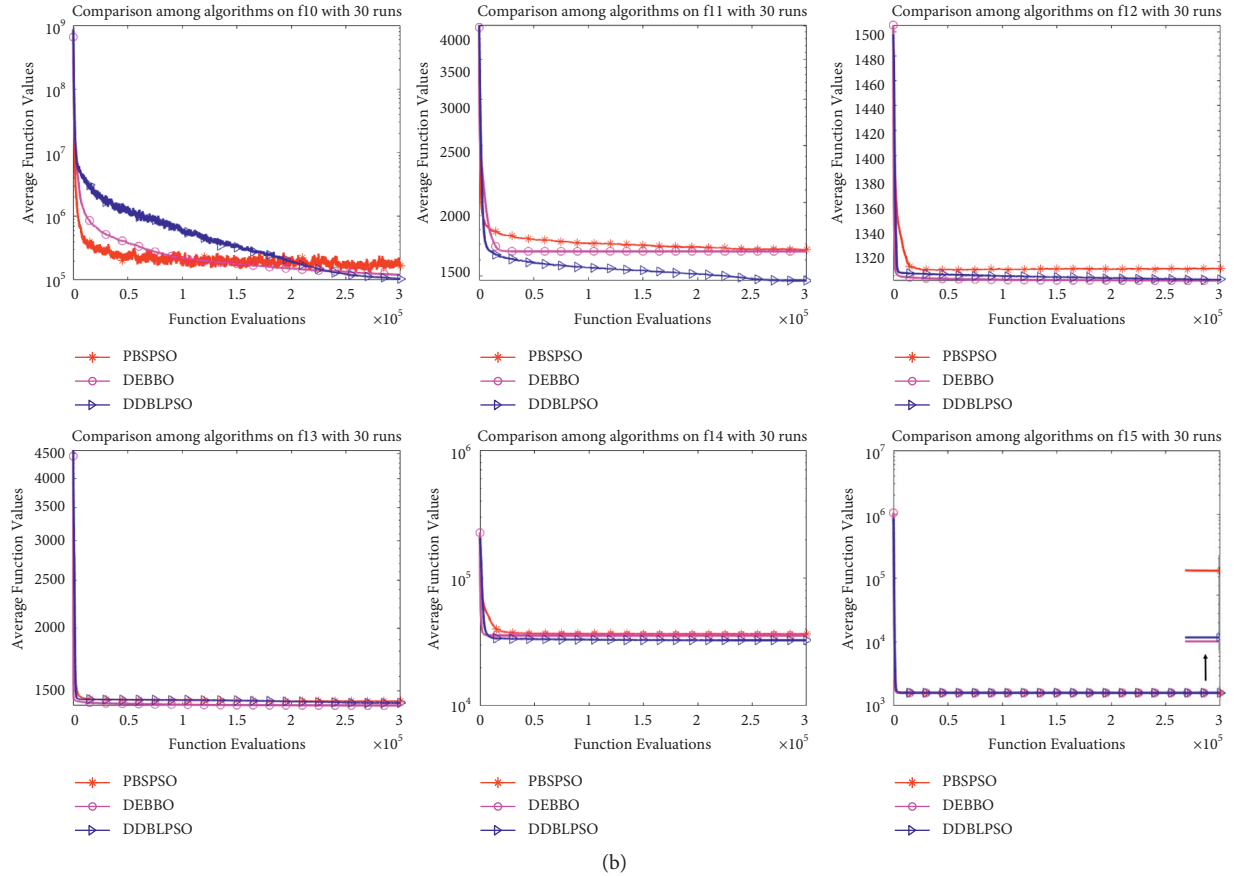 Comparison among algorithms on f10 with 30 runs
10^9
10^8
10^7
10^6
10^5
Average Function Values
0 0.5 1 1.5 2 2.5 3
Function Evaluations ×10^5
PBSPSO
DEBBO
DDBLPSO
Comparison among algorithms on f11 with 30 runs
4000
3500
3000
2500
2000
1500
Average Function Values
0 0.5 1 1.5 2 2.5 3
Function Evaluations ×10^5
PBSPSO
DEBBO
DDBLPSO
Comparison among algorithms on f12 with 30 runs
1500
1480
1460
1440
1420
1400
1380
1360
1340
1320
Average Function Values
0 0.5 1 1.5 2 2.5 3
Function Evaluations ×10^5
PBSPSO
DEBBO
DDBLPSO
Comparison among algorithms on f13 with 30 runs
4500
4000
3500
3000
2500
2000
1500
Average Function Values
0 0.5 1 1.5 2 2.5 3
Function Evaluations ×10^5
PBSPSO
DEBBO
DDBLPSO
Comparison among algorithms on f14 with 30 runs
10^6
10^5
10^4
Average Function Values
0 0.5 1 1.5 2 2.5 3
Function Evaluations ×10^5
PBSPSO
DEBBO
DDBLPSO
Comparison among algorithms on f15 with 30 runs
10^7
10^6
10^5
10^4
10^3
Average Function Values
0 0.5 1 1.5 2 2.5 3
Function Evaluations ×10^5
PBSPSO
DEBBO
DDBLPSO
(b)